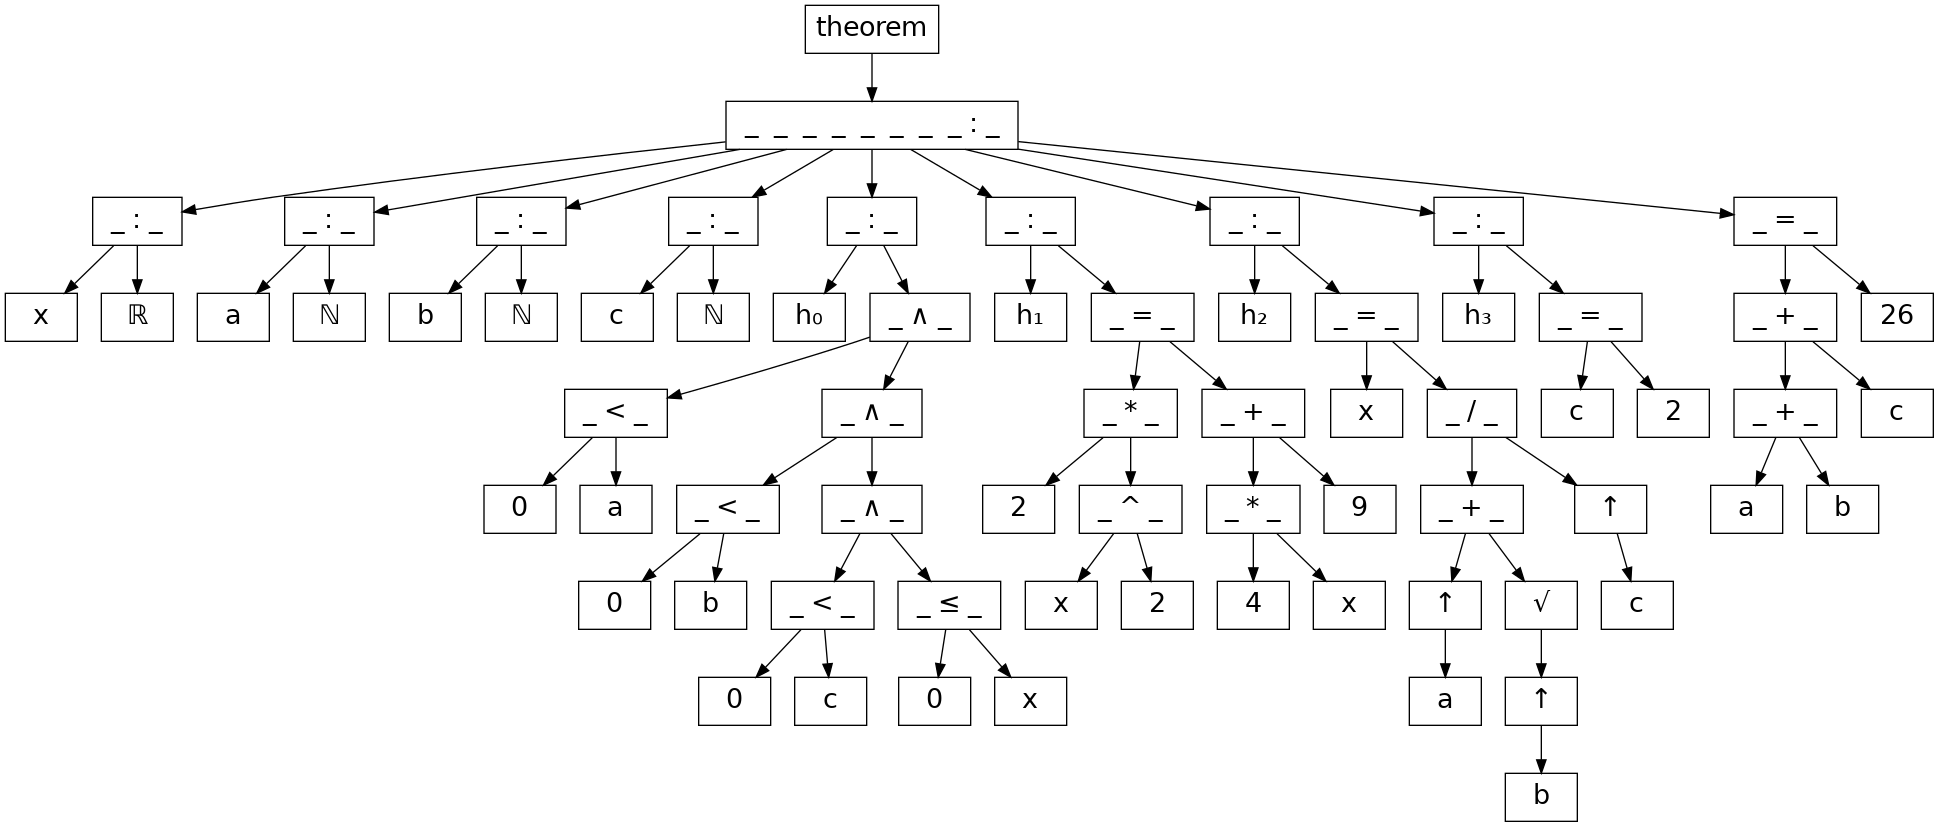 theorem
_ _ _ _ _ _ _ _ : _
_ : _ _ : _ _ : _ _ : _ _ : _ _ : _ _ : _ _ : _ _ = _
x ℝ a ℕ b ℕ c ℕ h₀ _ ∧ _ h₁ _ = _ h₂ _ = _ h₃ _ = _ _ + _ 26
_ < _ _ ∧ _ _ * _ _ + _ x _ / _ c 2 _ + _ c
0 a _ < _ _ ∧ _ 2 _ ^ _ _ * _ 9 _ + _ ↑ a b
0 b _ < _ _ ≤ _ x 2 4 x ↑ √ c
0 c 0 x a ↑
b